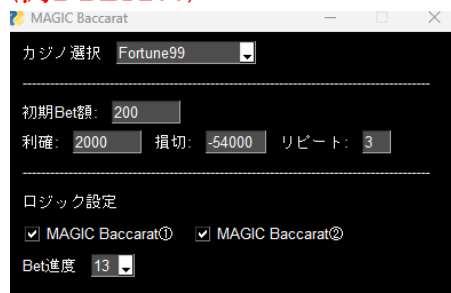 MAGIC Baccarat
カジノ選択 Fortune99
初期Bet額: 200
利確: 2000 損切: -54000 リピート: 3
ロジック設定
MAGIC Baccarat① MAGIC Baccarat②
Bet進度 13